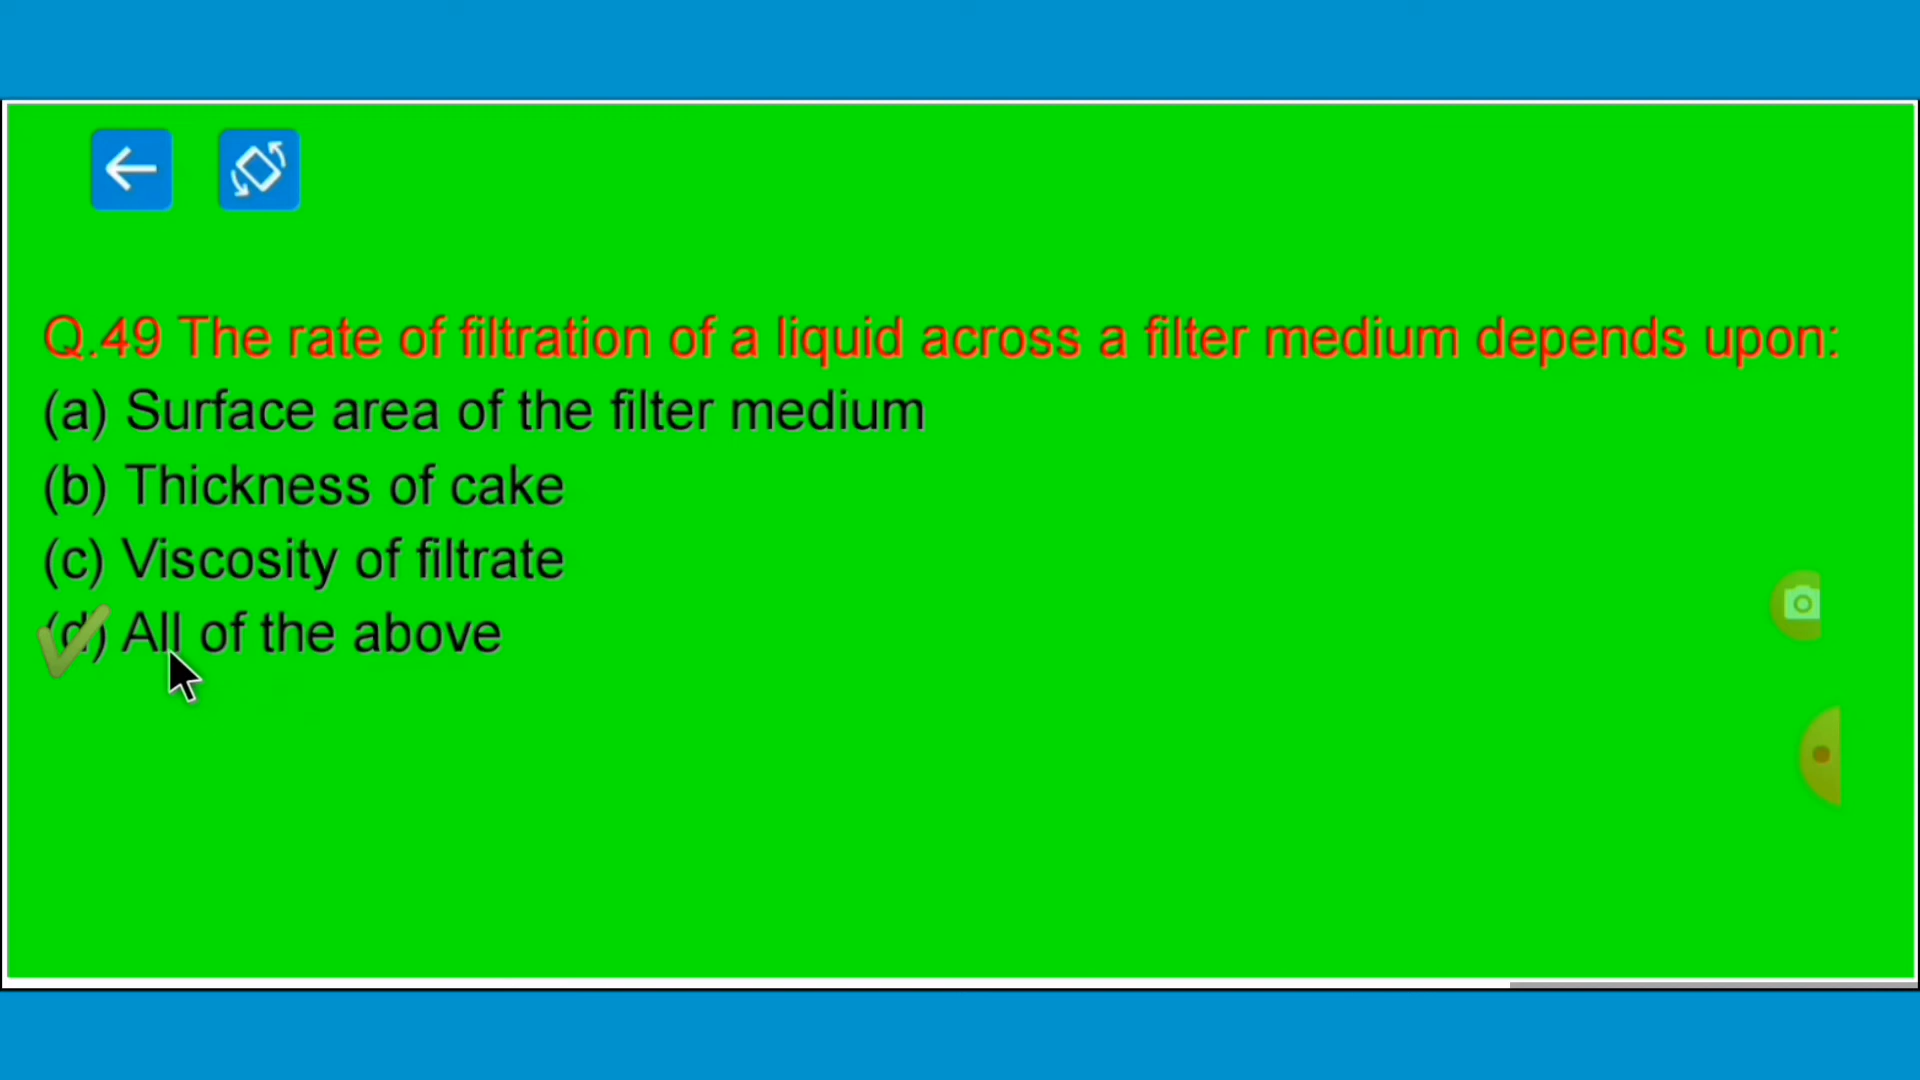 Q.49 The rate of filtration of a liquid across a filter medium depends upon:
(a) Surface area of the filter medium
(b) Thickness of cake
(c) Viscosity of filtrate
(d) All of the above